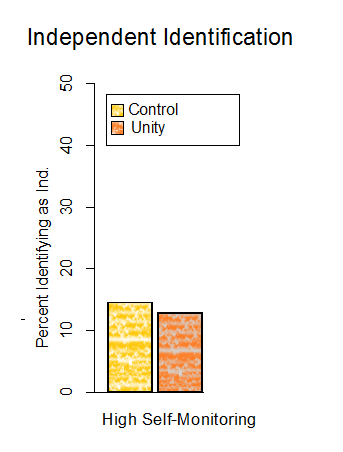 Independent Identification
50
40
30
20
10
0
Percent Identifying as Ind.
Control
Unity
High Self-Monitoring